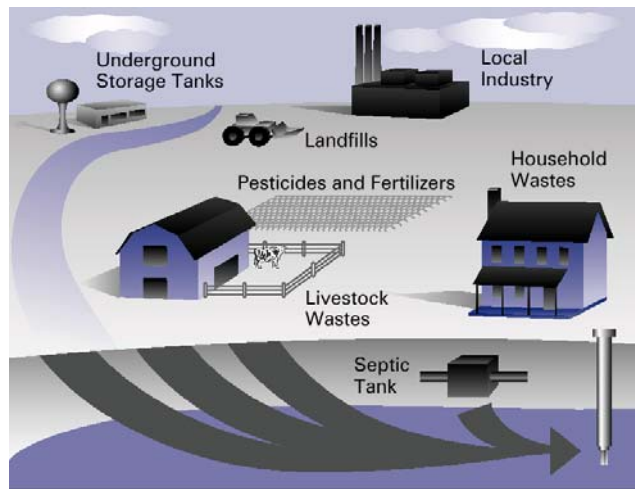 Underground
Storage Tanks
Local
Industry
Landfills
Household
Wastes
Pesticides and Fertilizers
Livestock
Wastes
Septic
Tank